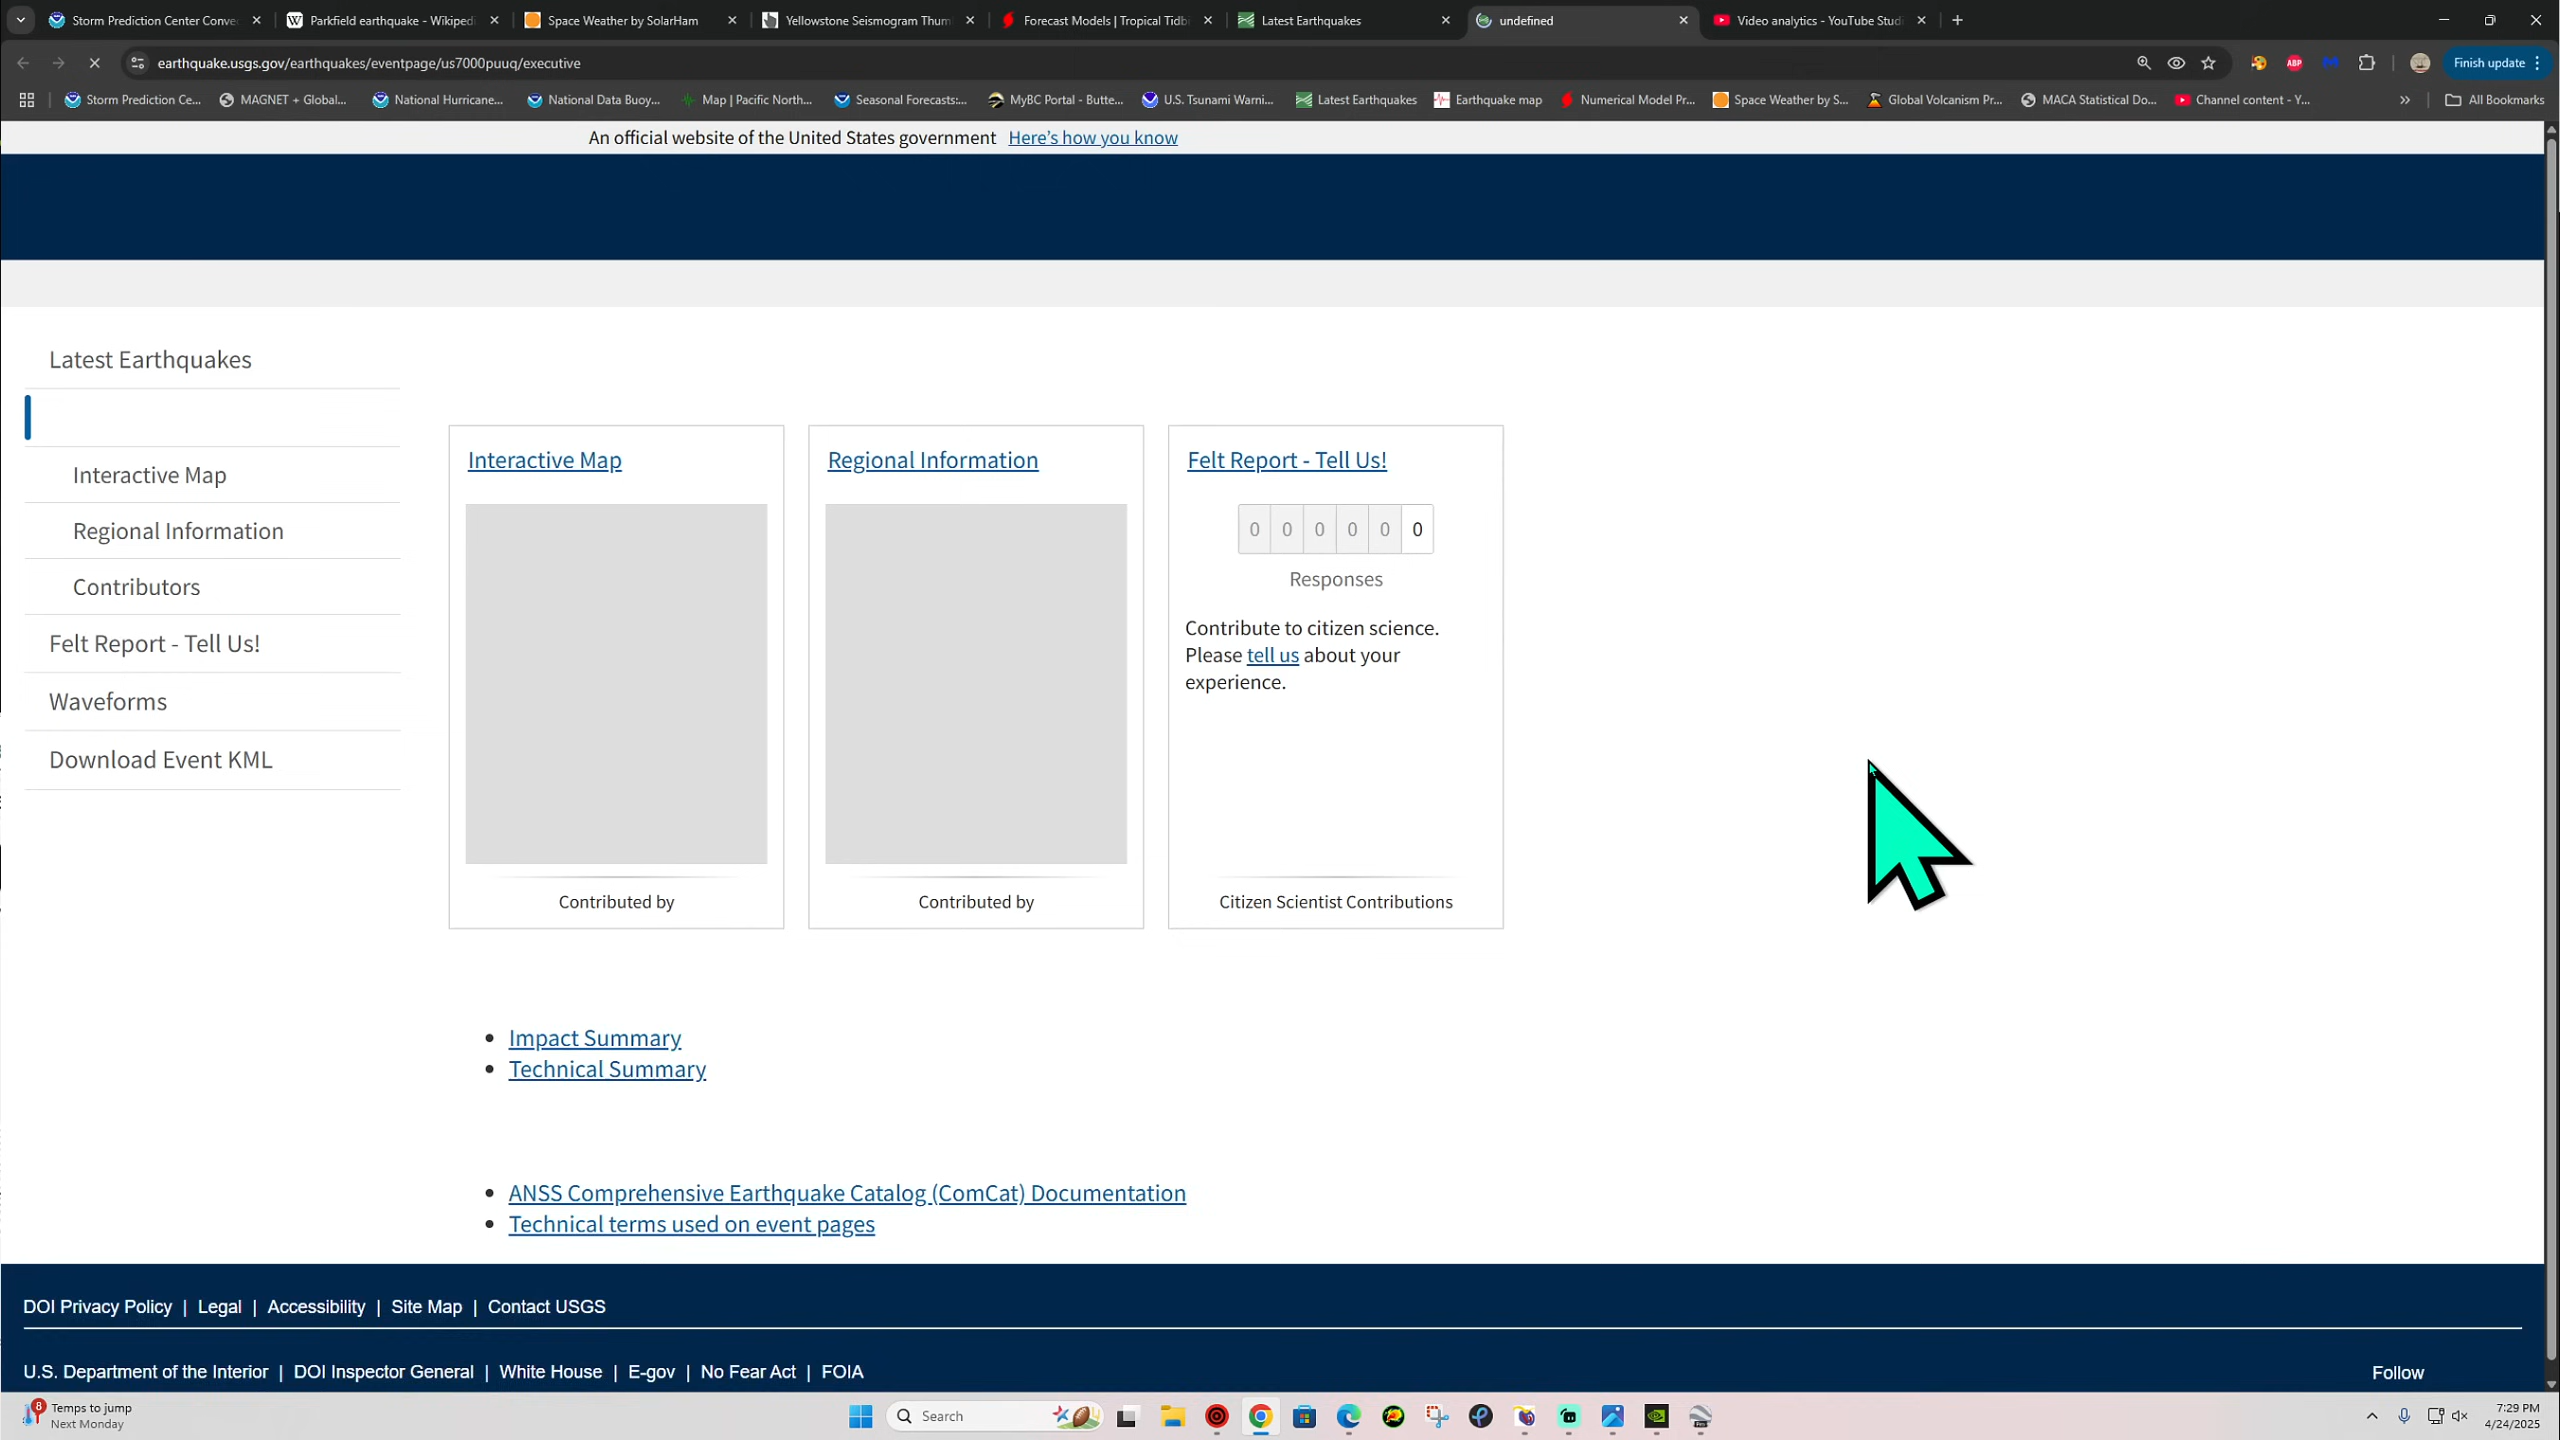 Storm Prediction Center Conve
Parkfield earthquake - Wikiped
Space Weather by SolarHam
Yellowstone Seismogram Thum
Forecast Models | Tropical Tidb
Latest Earthquakes
undefined
Video analytics - YouTube Stud
earthquake.usgs.gov/earthquakes/eventpage/us7000puuq/executive
ABP
Finish update
Storm Prediction Ce...
MAGNET + Global...
National Hurricane...
National Data Buoy...
Map | Pacific North...
Seasonal Forecasts:...
MyBC Portal - Butte...
U.S. Tsunami Warni...
Latest Earthquakes
Earthquake map
Numerical Model Pr...
Space Weather by S...
Global Volcanism Pr...
MACA Statistical Do...
Channel content - Y...
All Bookmarks
An official website of the United States government Here's how you know
Latest Earthquakes
Interactive Map
Regional Information
Contributors
Felt Report - Tell Us!
Waveforms
Download Event KML
Interactive Map
Contributed by
Regional Information
Contributed by
Felt Report - Tell Us!
0 0 0 0 0 0
Responses
Contribute to citizen science.
Please tell us about your
experience.
Citizen Scientist Contributions
Impact Summary
Technical Summary
ANSS Comprehensive Earthquake Catalog (ComCat) Documentation
Technical terms used on event pages
DOI Privacy Policy | Legal | Accessibility | Site Map | Contact USGS
U.S. Department of the Interior | DOI Inspector General | White House | E-gov | No Fear Act | FOIA
Follow
8
Temps to jump
Next Monday
Search
7:29 PM
4/24/2025